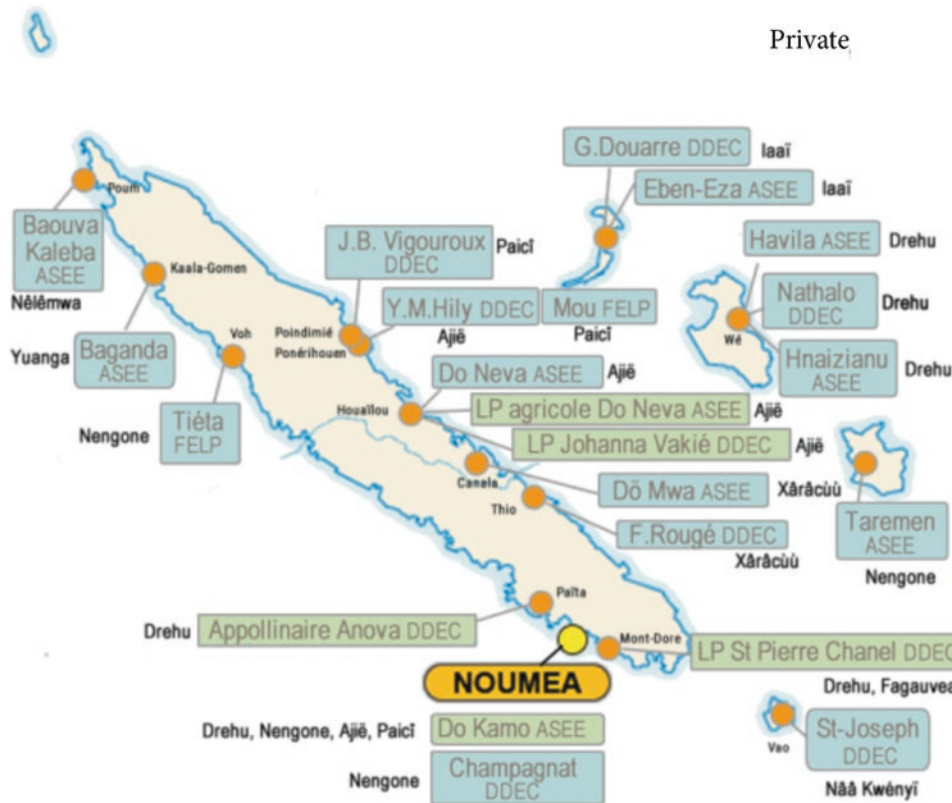 Private
G.Douarre DDEC Iaaï
Eben-Eza ASEE Iaaï
Poum
Baouva
Kaleba
ASEE
Nêlêmwa
J.B. Vigouroux
DDEC
Paicî
Havila ASEE Drehu
Kaala-Gomen
Nathalo
DDEC
Drehu
Y.M.Hily DDEC
Ajië
Mou FELP
Paicî
Wé
Voh
Poindimié
Ponérihouen
Yuanga
Baganda
ASEE
Do Neva ASEE Ajië
Hnaizianu
ASEE
Drehu
Houaïlou
LP agricole Do Neva ASEE Ajië
Nengone
Tiéta
FELP
LP Johanna Vakié DDEC Ajië
Canala
Dö Mwa ASEE Xârâcùù
Thio
F.Rougé DDEC
Xârâcùù
Taremen
ASEE
Nengone
Païta
Drehu Appollinaire Anova DDEC
Mont-Dore
LP St Pierre Chanel DDEC
Drehu, Fagauvea
NOUMEA
Drehu, Nengone, Ajië, Paicî Do Kamo ASEE
Nengone
Champagnat
DDEC
Vao
St-Joseph
DDEC
Nââ Kwényï